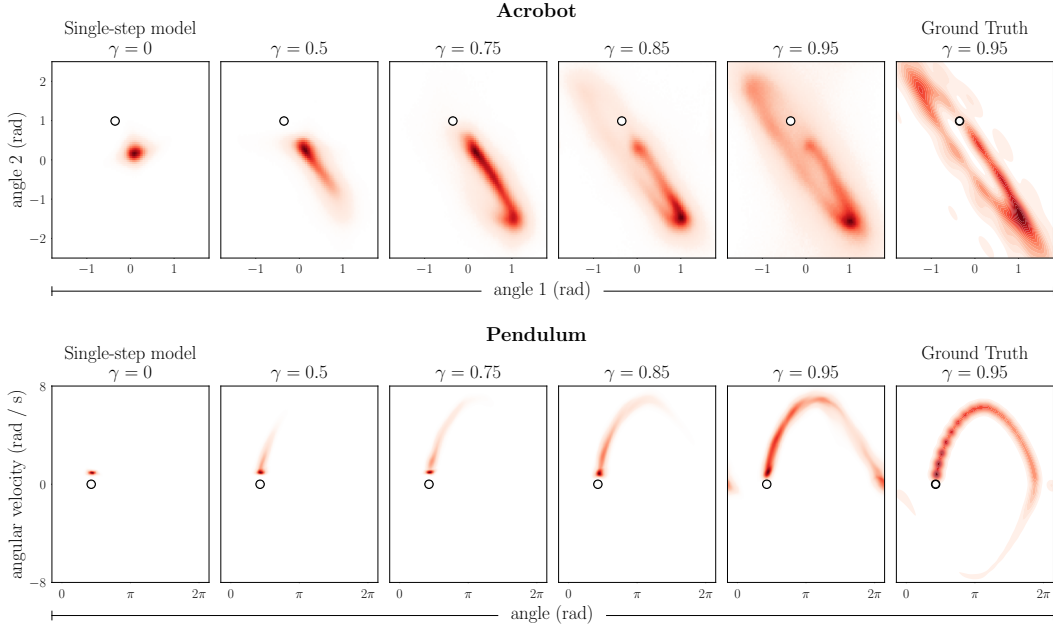 Acrobot
Single-step model
γ = 0
γ = 0.5
γ = 0.75
γ = 0.85
γ = 0.95
Ground Truth
γ = 0.95
angle 2 (rad)
2
1
0
−1
−2
−1 0 1
−1 0 1
−1 0 1
−1 0 1
−1 0 1
−1 0 1
angle 1 (rad)
Pendulum
Single-step model
γ = 0
γ = 0.5
γ = 0.75
γ = 0.85
γ = 0.95
Ground Truth
γ = 0.95
angular velocity (rad / s)
8
0
−8
0 π 2π
0 π 2π
0 π 2π
0 π 2π
0 π 2π
0 π 2π
angle (rad)